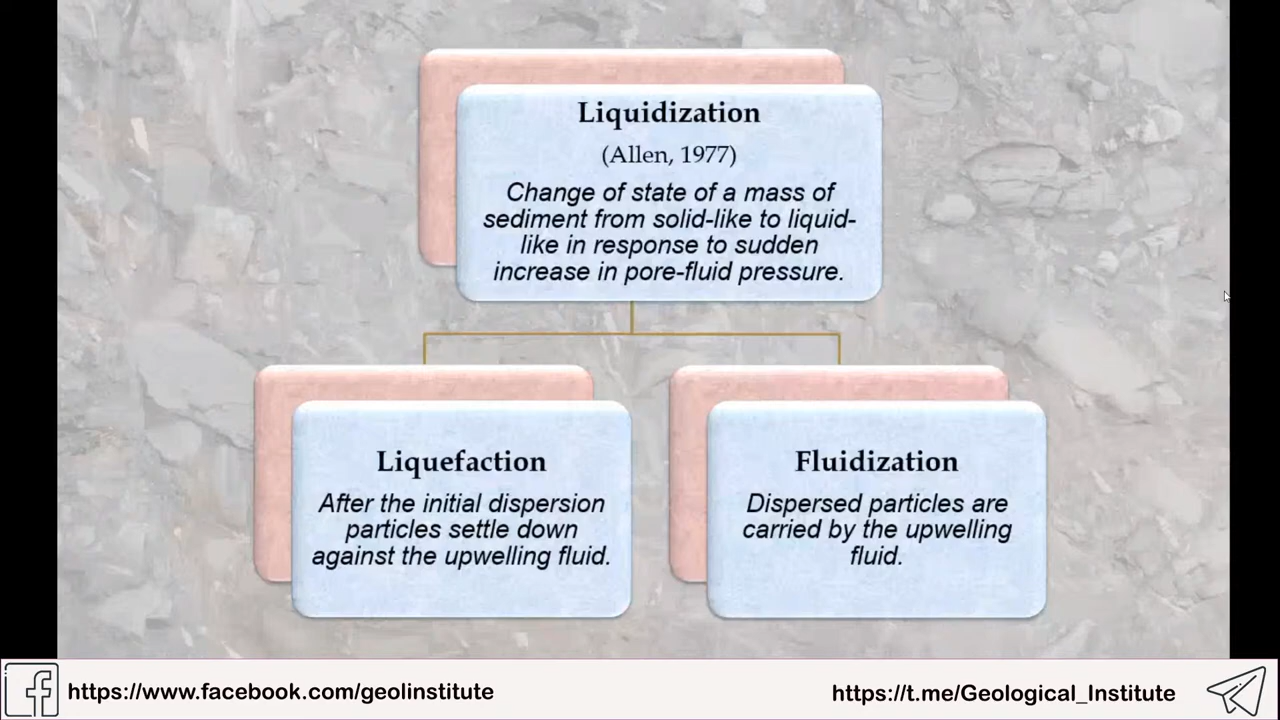 Liquidization
(Allen, 1977)
Change of state of a mass of
sediment from solid-like to liquid-
like in response to sudden
increase in pore-fluid pressure.
Liquefaction
After the initial dispersion
particles settle down
against the upwelling fluid.
Fluidization
Dispersed particles are
carried by the upwelling
fluid.
https://www.facebook.com/geolinstitute
https://t.me/Geological_Institute